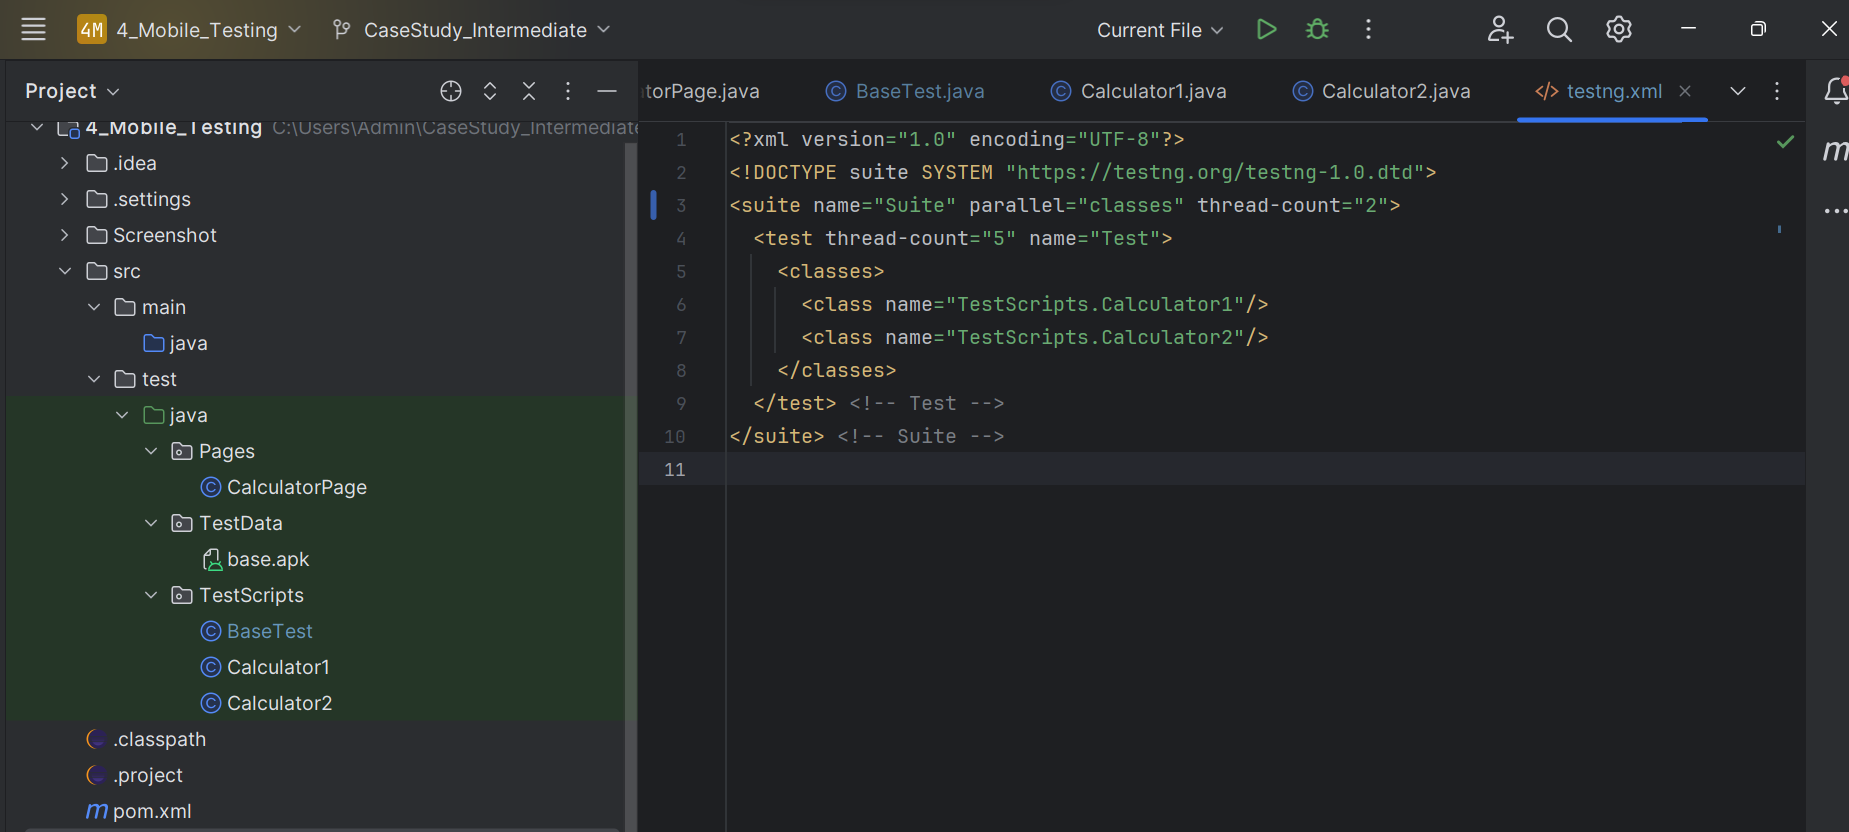 4M 4_Mobile_Testing CaseStudy_Intermediate Current File
Project
4_Mobile_Testing C:\Users\Admin\CaseStudy_Intermediate
.idea
.settings
Screenshot
src
main
java
test
java
Pages
CalculatorPage
TestData
base.apk
TestScripts
BaseTest
Calculator1
Calculator2
.classpath
.project
m pom.xml
torPage.java BaseTest.java Calculator1.java Calculator2.java testng.xml
1 <?xml version="1.0" encoding="UTF-8"?>
2 <!DOCTYPE suite SYSTEM "https://testng.org/testng-1.0.dtd">
3 <suite name="Suite" parallel="classes" thread-count="2">
4 <test thread-count="5" name="Test">
5 <classes>
6 <class name="TestScripts.Calculator1"/>
7 <class name="TestScripts.Calculator2"/>
8 </classes>
9 </test> <!-- Test -->
10 </suite> <!-- Suite -->
11
m